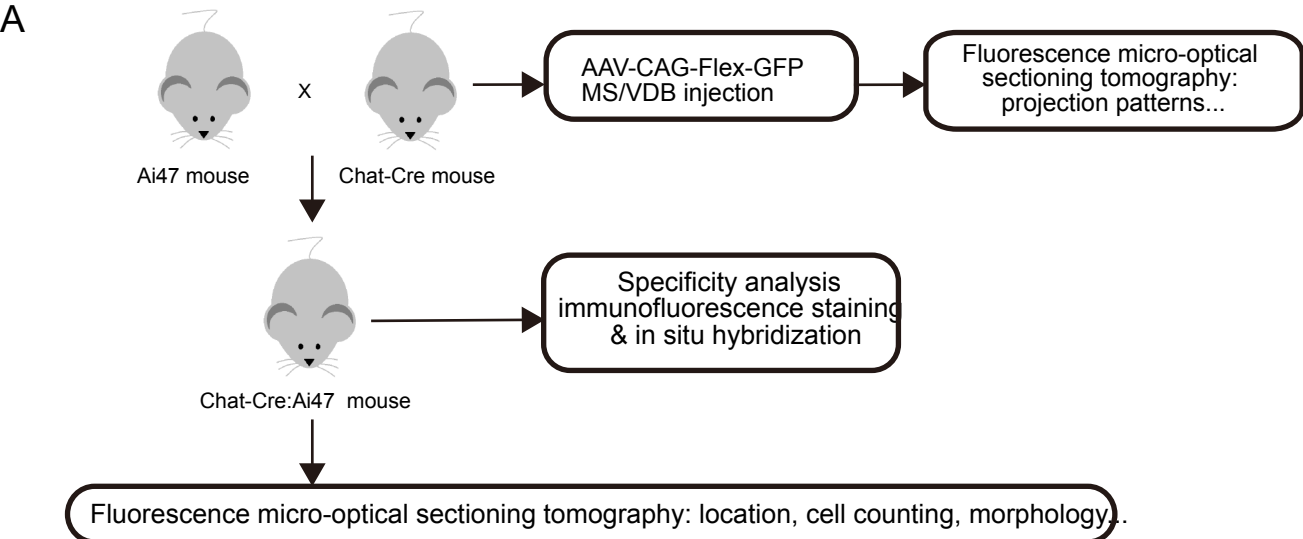 A
X
Ai47 mouse
Chat-Cre mouse
AAV-CAG-Flex-GFP
MS/VDB injection
Fluorescence micro-optical
sectioning tomography:
projection patterns...
Chat-Cre:Ai47 mouse
Specificity analysis
immunofluorescence staining
& in situ hybridization
Fluorescence micro-optical sectioning tomography: location, cell counting, morphology...